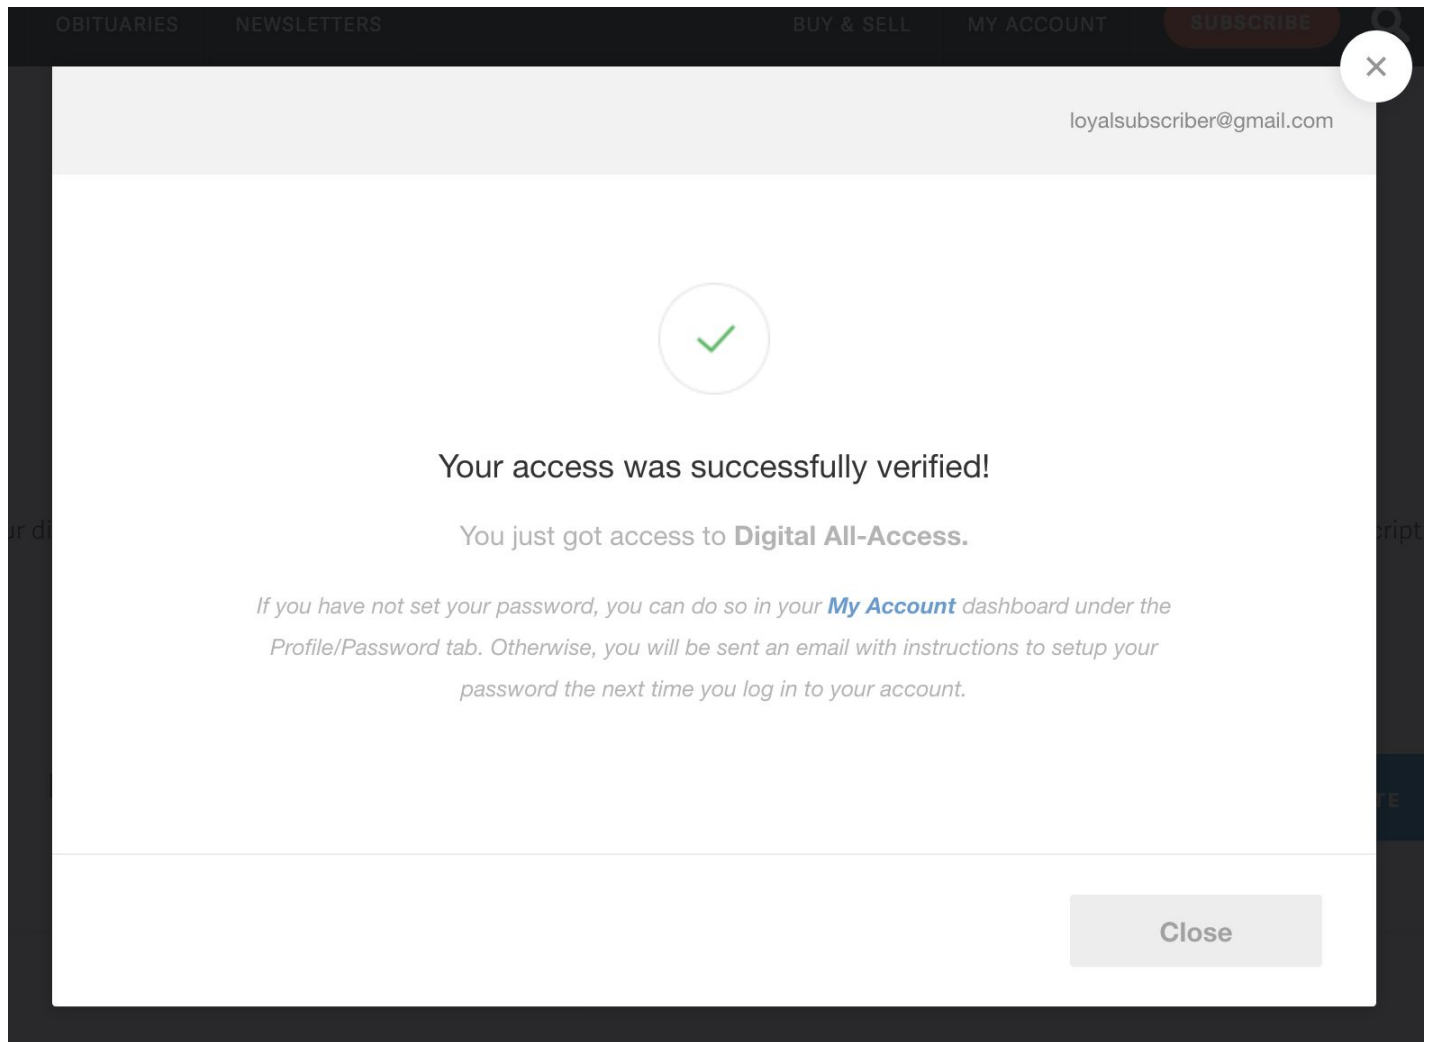 OBITUARIES NEWSLETTERS BUY & SELL MY ACCOUNT SUBSCRIBE
loyalsubscriber@gmail.com
Your access was successfully verified!
You just got access to Digital All-Access.
If you have not set your password, you can do so in your My Account dashboard under the
Profile/Password tab. Otherwise, you will be sent an email with instructions to setup your
password the next time you log in to your account.
Close